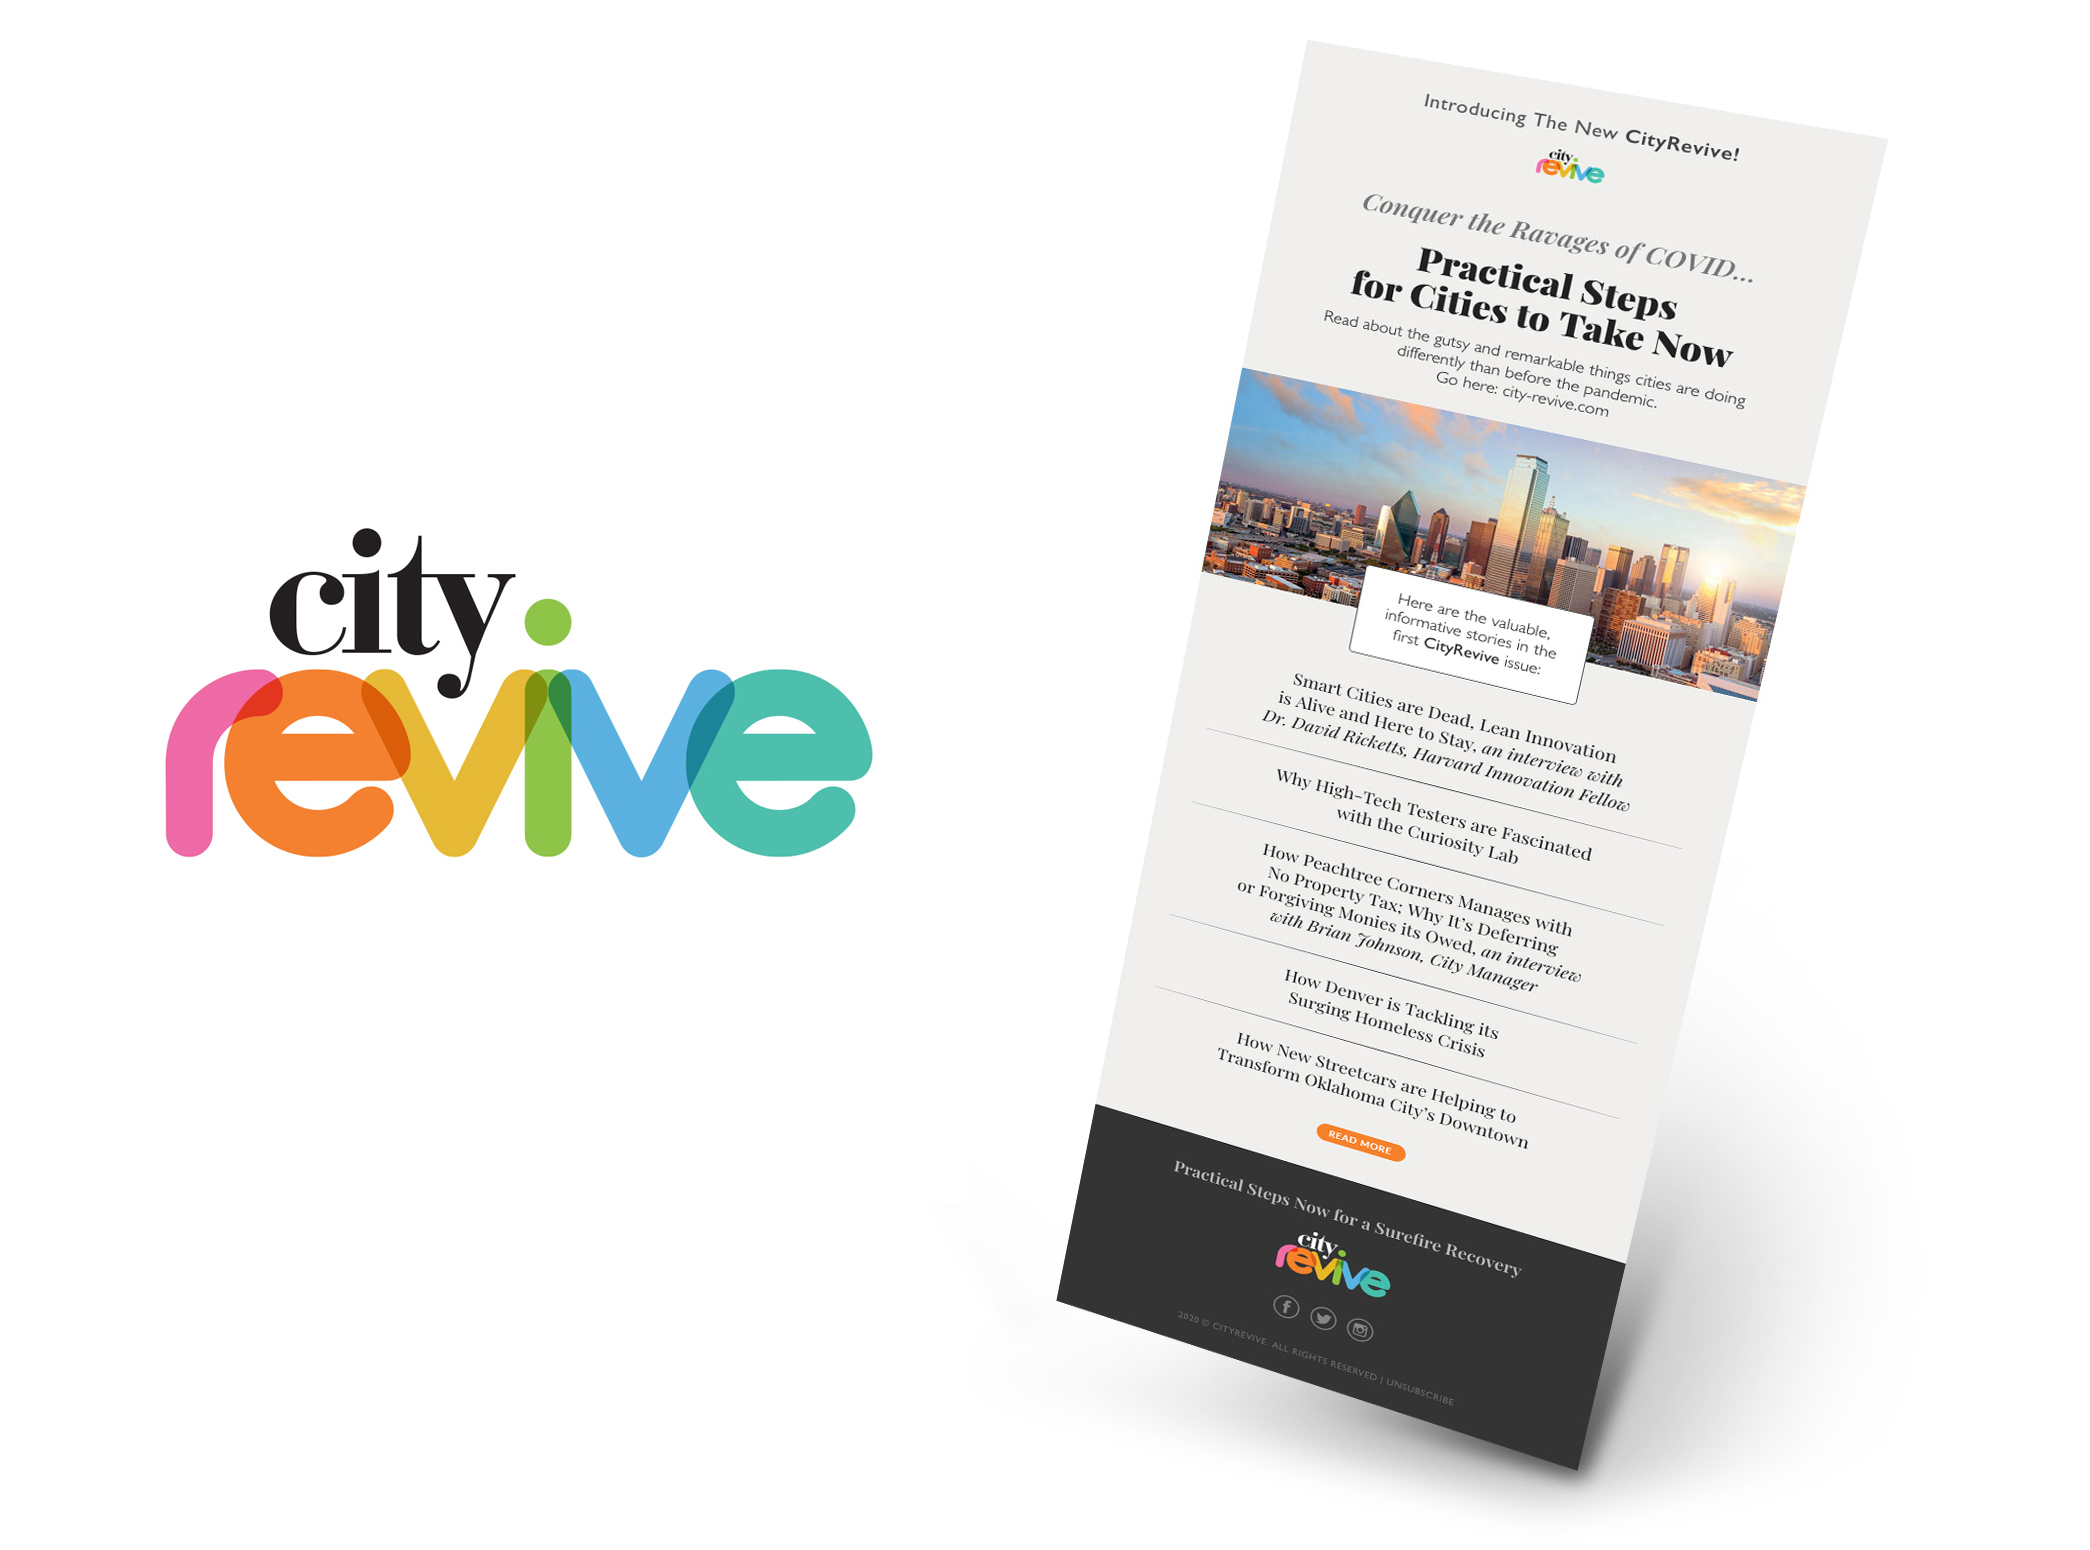 city
revive
Introducing The New CityRevive!
city
revive
Conquer the Ravages of COVID...
Practical Steps
for Cities to Take Now
Read about the gutsy and remarkable things cities are doing
differently than before the pandemic.
Go here: city-revive.com
Here are the valuable,
informative stories in the
first CityRevive issue:
Smart Cities are Dead, Lean Innovation
is Alive and Here to Stay, an interview with
Dr. David Ricketts, Harvard Innovation Fellow
Why High-Tech Testers are Fascinated
with the Curiosity Lab
How Peachtree Corners Manages with
No Property Tax; Why It's Deferring
or Forgiving Monies its Owed, an interview
with Brian Johnson, City Manager
How Denver is Tackling its
Surging Homeless Crisis
How New Streetcars are Helping to
Transform Oklahoma City's Downtown
READ MORE
Practical Steps Now for a Surefire Recovery
city
revive
2020 © CITYREVIVE. ALL RIGHTS RESERVED | UNSUBSCRIBE